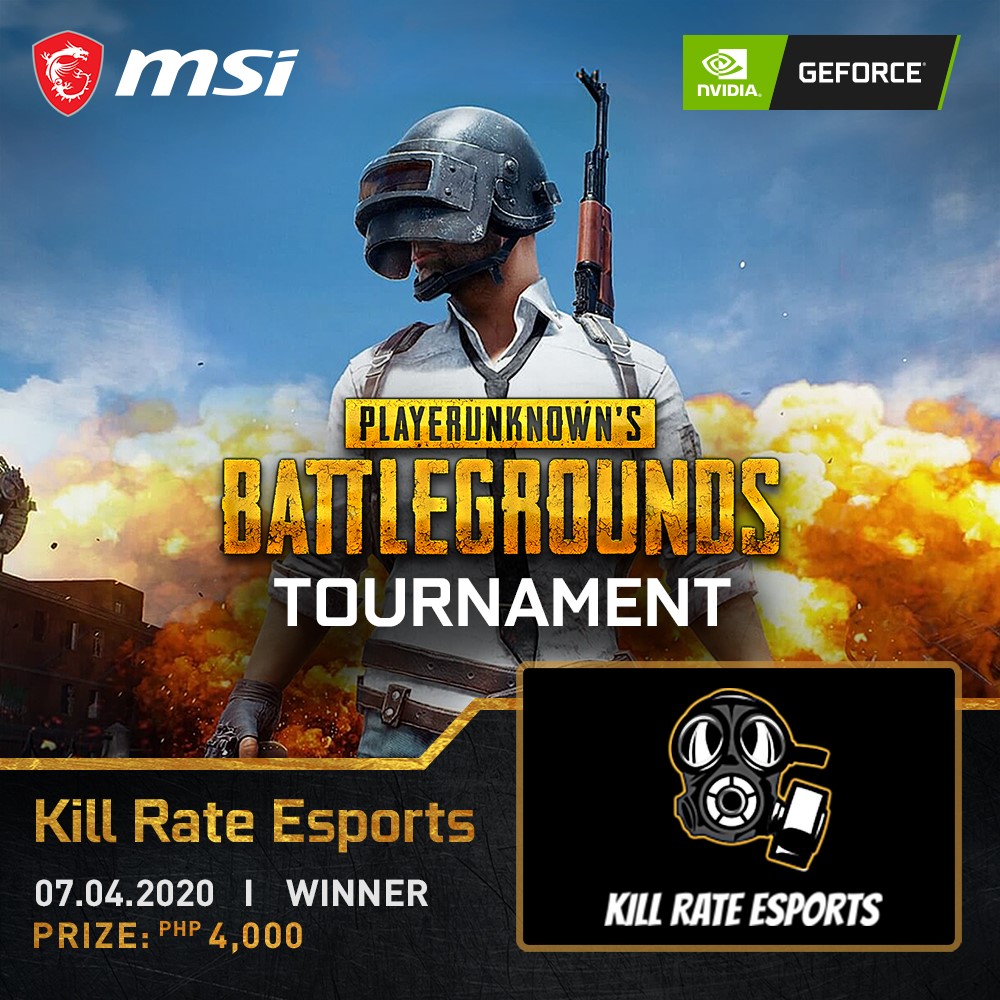 msi
NVIDIA.
GEFORCE
PLAYERUNKNOWN'S
BATTLEGROUNDS
TOURNAMENT
Kill Rate Esports
07.04.2020 I WINNER
PRIZE: PHP 4,000
KILL RATE ESPORTS